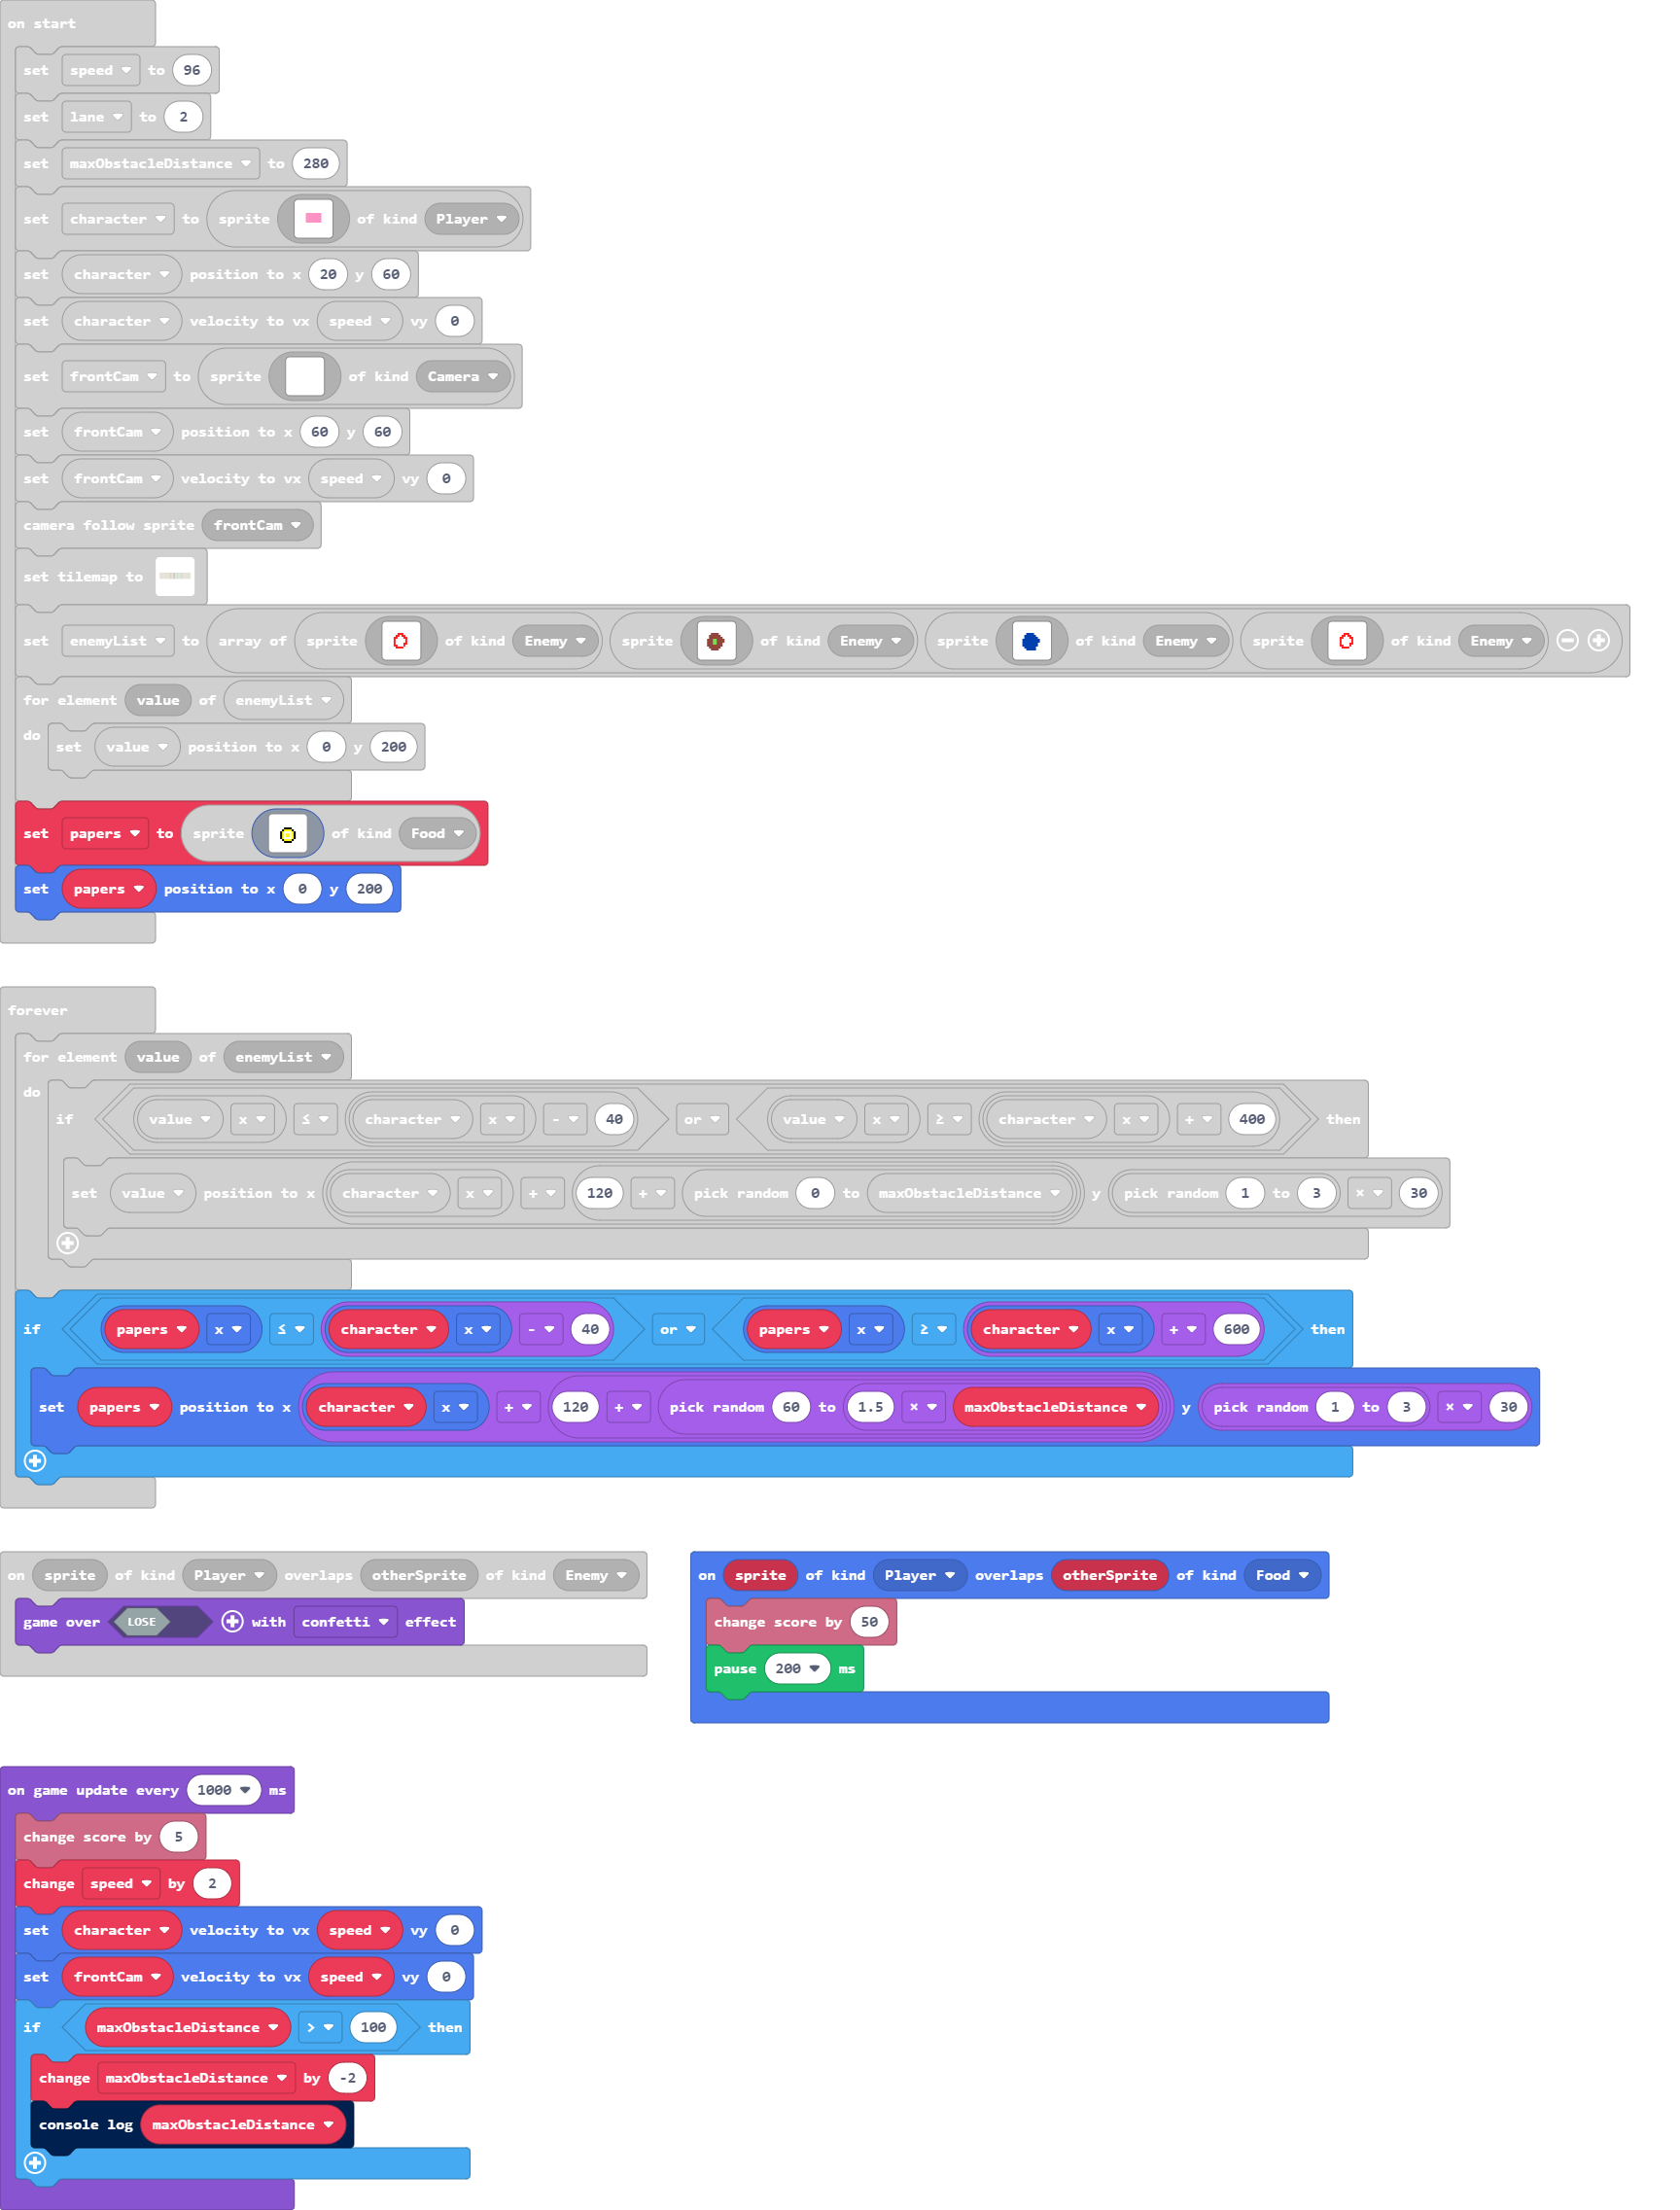 on start
set speed to 96
set lane to 2
set maxObstacleDistance to 280
set character to sprite of kind Player
set character position to x 20 y 60
set character velocity to vx speed vy 0
set frontCam to sprite of kind Camera
set frontCam position to x 60 y 60
set frontCam velocity to vx speed vy 0
camera follow sprite frontCam
set tilemap to
set enemyList to array of sprite of kind Enemy sprite of kind Enemy sprite of kind Enemy sprite of kind Enemy
for element value of enemyList
do
set value position to x 0 y 200
set papers to sprite of kind Food
set papers position to x 0 y 200
forever
for element value of enemyList
do
if value x ≤ character x - 40 or value x ≥ character x + 400 then
set value position to x character x + 120 + pick random 0 to maxObstacleDistance y pick random 1 to 3 × 30
if papers x ≤ character x - 40 or papers x ≥ character x + 600 then
set papers position to x character x + 120 + pick random 60 to 1.5 × maxObstacleDistance y pick random 1 to 3 × 30
on sprite of kind Player overlaps otherSprite of kind Enemy
game over LOSE with confetti effect
on sprite of kind Player overlaps otherSprite of kind Food
change score by 50
pause 200 ms
on game update every 1000 ms
change score by 5
change speed by 2
set character velocity to vx speed vy 0
set frontCam velocity to vx speed vy 0
if maxObstacleDistance > 100 then
change maxObstacleDistance by -2
console log maxObstacleDistance